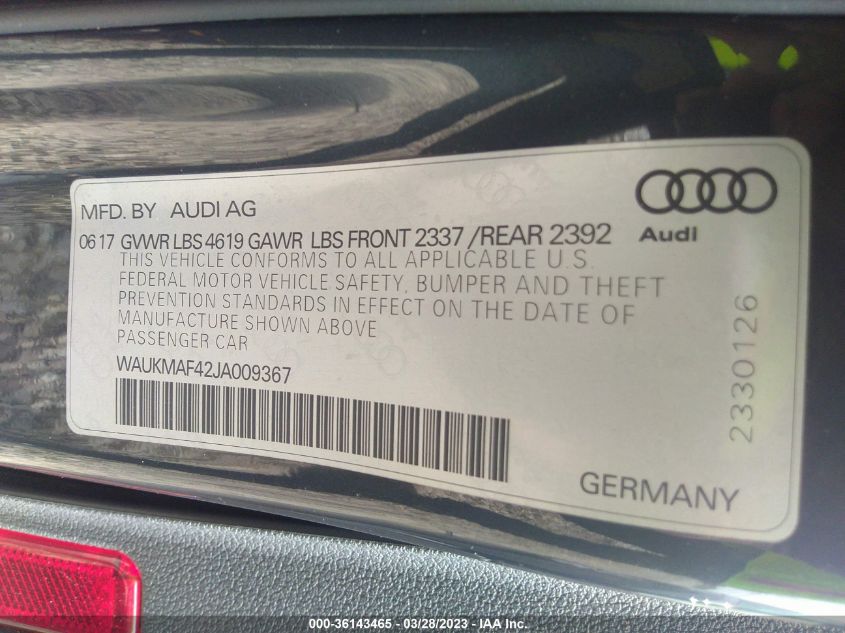 MFD. BY AUDI AG
06 17 GVWR LBS 4619 GAWR LBS FRONT 2337 /REAR 2392
Audi
THIS VEHICLE CONFORMS TO ALL APPLICABLE U.S.
FEDERAL MOTOR VEHICLE SAFETY, BUMPER AND THEFT
PREVENTION STANDARDS IN EFFECT ON THE DATE OF
MANUFACTURE SHOWN ABOVE
PASSENGER CAR
WAUKMAF42JA009367
2330126
GERMANY
000-36143465 - 03/28/2023 - IAA Inc.